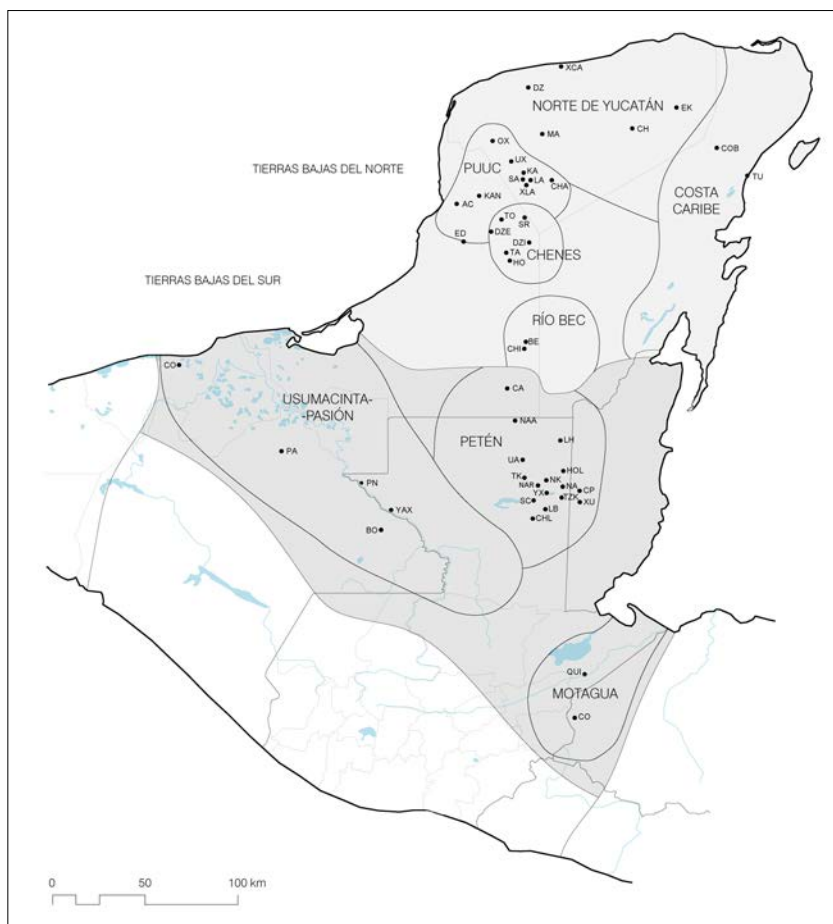 XCA
DZ
NORTE DE YUCATÁN
EK
CH
MA
OX
COB
UX
TIERRAS BAJAS DEL NORTE
PUUC
KA
SA
LA
CHA
XLA
TU
COSTA
CARIBE
KAN
AC
TO
SR
DZE
ED
DZI
CHENES
TA
HO
TIERRAS BAJAS DEL SUR
RÍO BEC
BE
CHI
CO
CA
USUMACINTA-
-PASIÓN
NAA
PETÉN
LH
PA
UA
HOL
TK
NK
PN
NAR
NA
CP
YX
TZK
SC
XU
LB
YAX
CHL
BO
QUI
MOTAGUA
CO
0 50 100 km